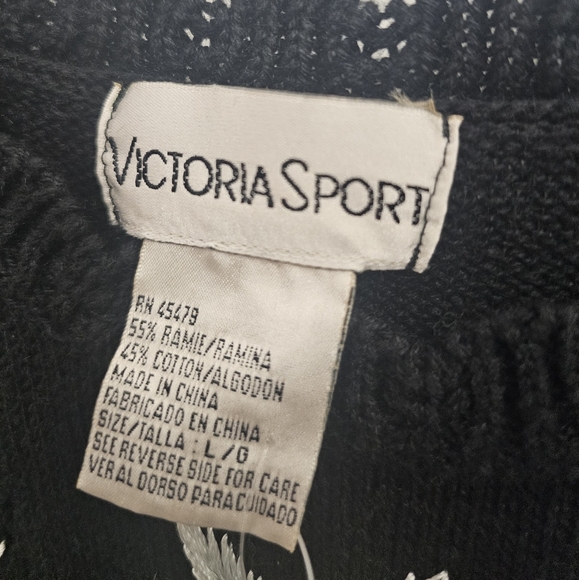 VICTORIA SPORT
RN 45479
55% RAMIE/RAMINA
45% COTTON/ALGODON
MADE IN CHINA
FABRICADO EN CHINA
SIZE/TALLA : L/G
SEE REVERSE SIDE FOR CARE
VER AL DORSO PARA CUIDADO